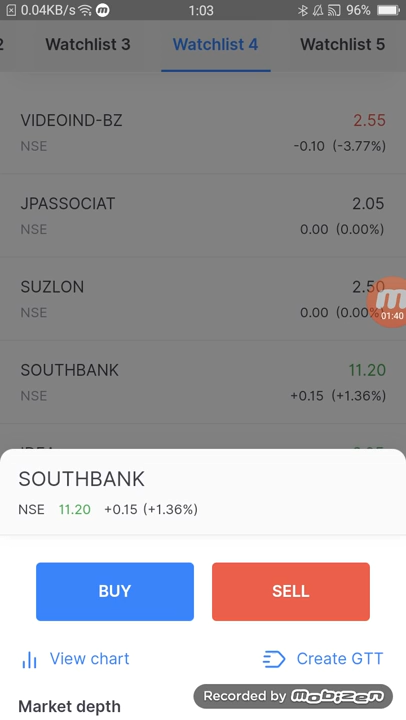 0.04KB/s 1:03 96%
2 Watchlist 3 Watchlist 4 Watchlist 5
VIDEOIND-BZ 2.55
NSE -0.10 (-3.77%)
JPASSOCIAT 2.05
NSE 0.00 (0.00%)
SUZLON 2.50
NSE 0.00 (0.00%)
01:40
SOUTHBANK 11.20
NSE +0.15 (+1.36%)
SOUTHBANK
NSE 11.20 +0.15 (+1.36%)
BUY SELL
View chart Create GTT
Market depth
Recorded by mobizen